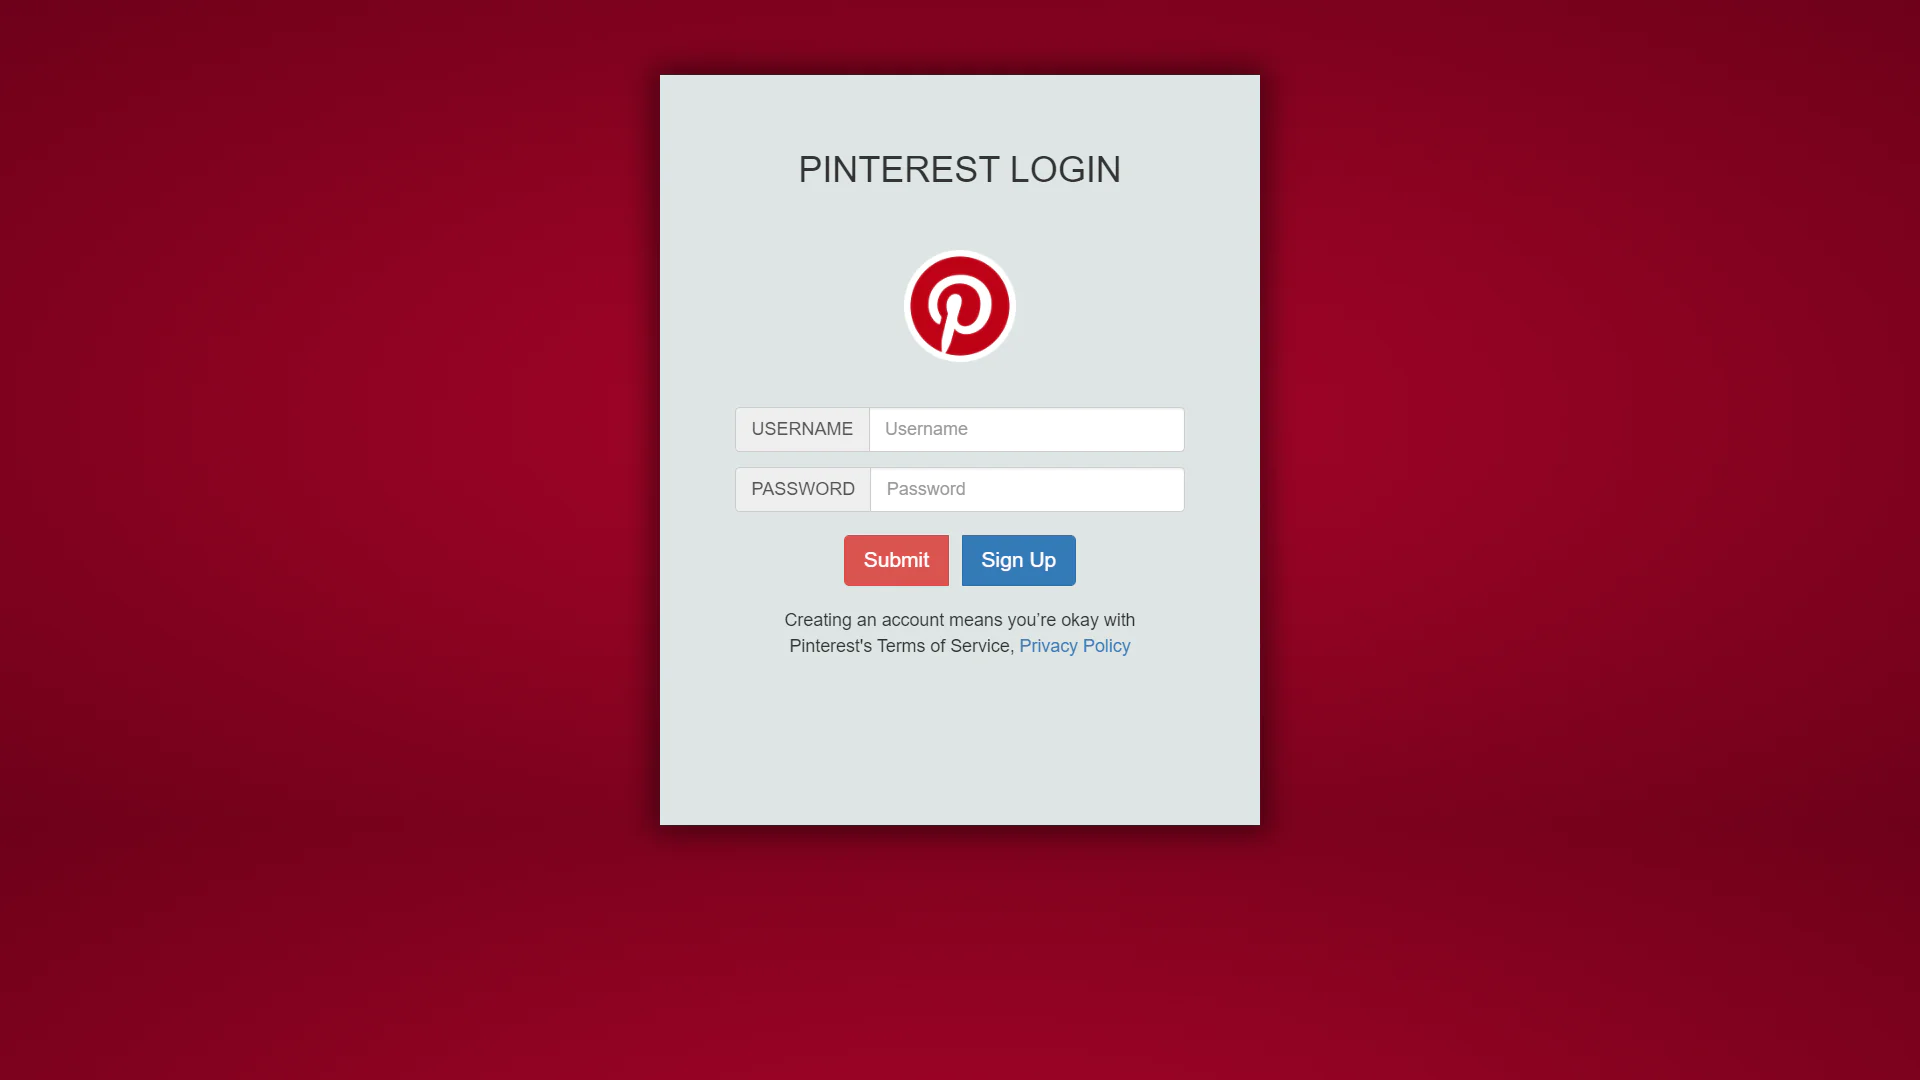 PINTEREST LOGIN
USERNAME Username
PASSWORD Password
Submit Sign Up
Creating an account means you’re okay with
Pinterest's Terms of Service, Privacy Policy